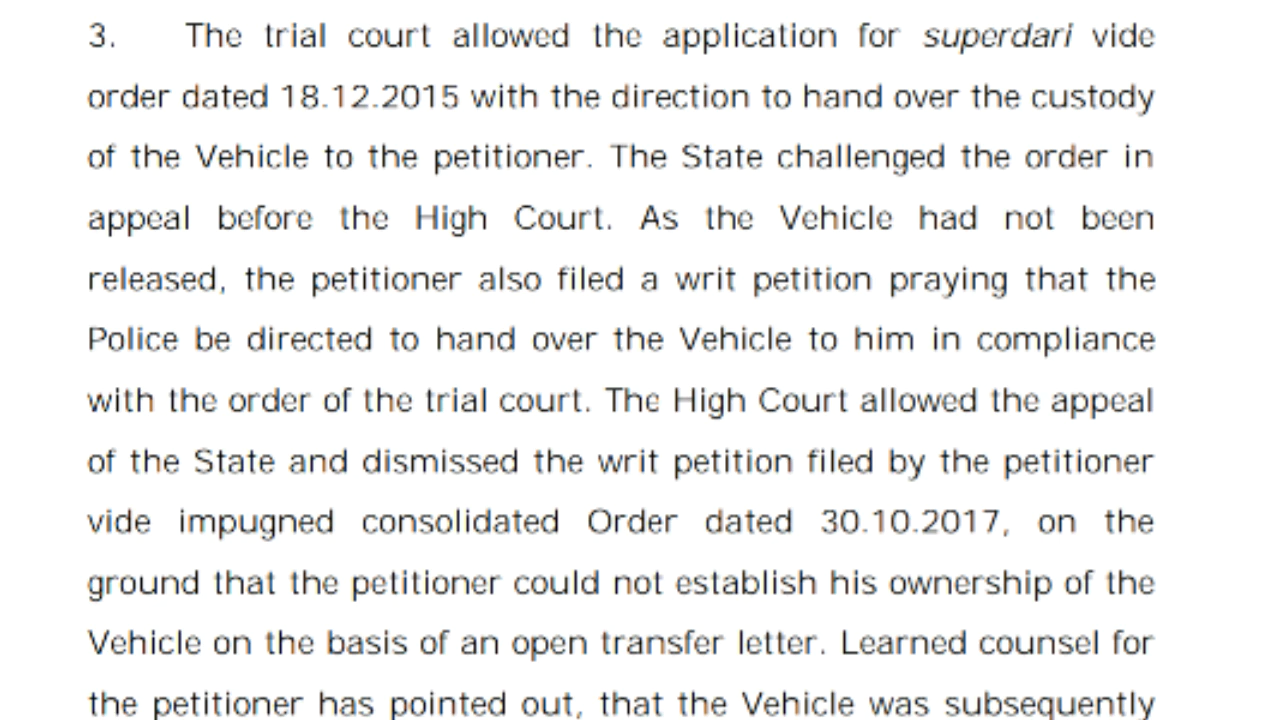 3. The trial court allowed the application for superdari vide
order dated 18.12.2015 with the direction to hand over the custody
of the Vehicle to the petitioner. The State challenged the order in
appeal before the High Court. As the Vehicle had not been
released, the petitioner also filed a writ petition praying that the
Police be directed to hand over the Vehicle to him in compliance
with the order of the trial court. The High Court allowed the appeal
of the State and dismissed the writ petition filed by the petitioner
vide impugned consolidated Order dated 30.10.2017, on the
ground that the petitioner could not establish his ownership of the
Vehicle on the basis of an open transfer letter. Learned counsel for
the petitioner has pointed out, that the Vehicle was subsequently